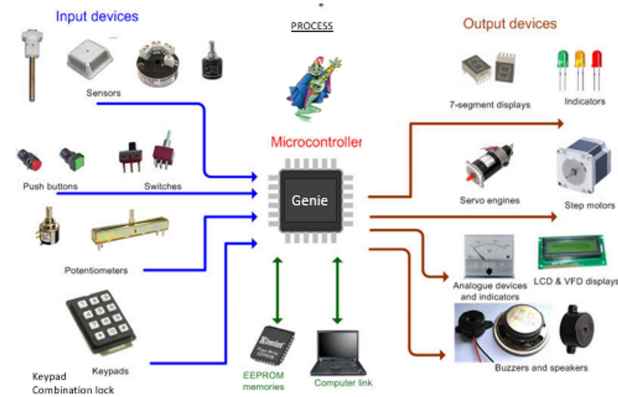 Input devices
PROCESS
Output devices
Sensors
7-segment displays
Indicators
Microcontroller
Push buttons
Switches
Genie
Servo engines
Step motors
Potentiometers
Analogue devices
and indicators
LCD & VFD displays
Keypads
EEPROM
memories
Computer link
Buzzers and speakers
Keypad
Combination lock